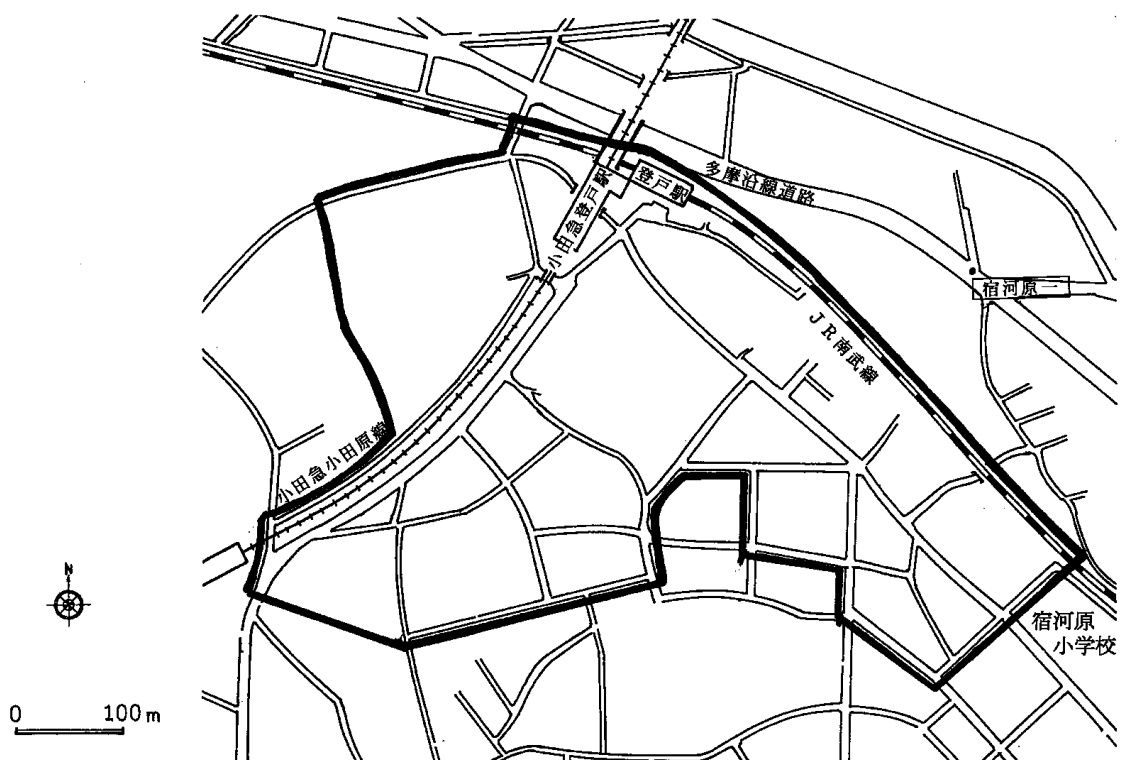 多摩沿線道路
登戸駅
小田急登戸駅
宿河原一
JR南武線
小田急小田原線
N
宿河原
小学校
0 100m